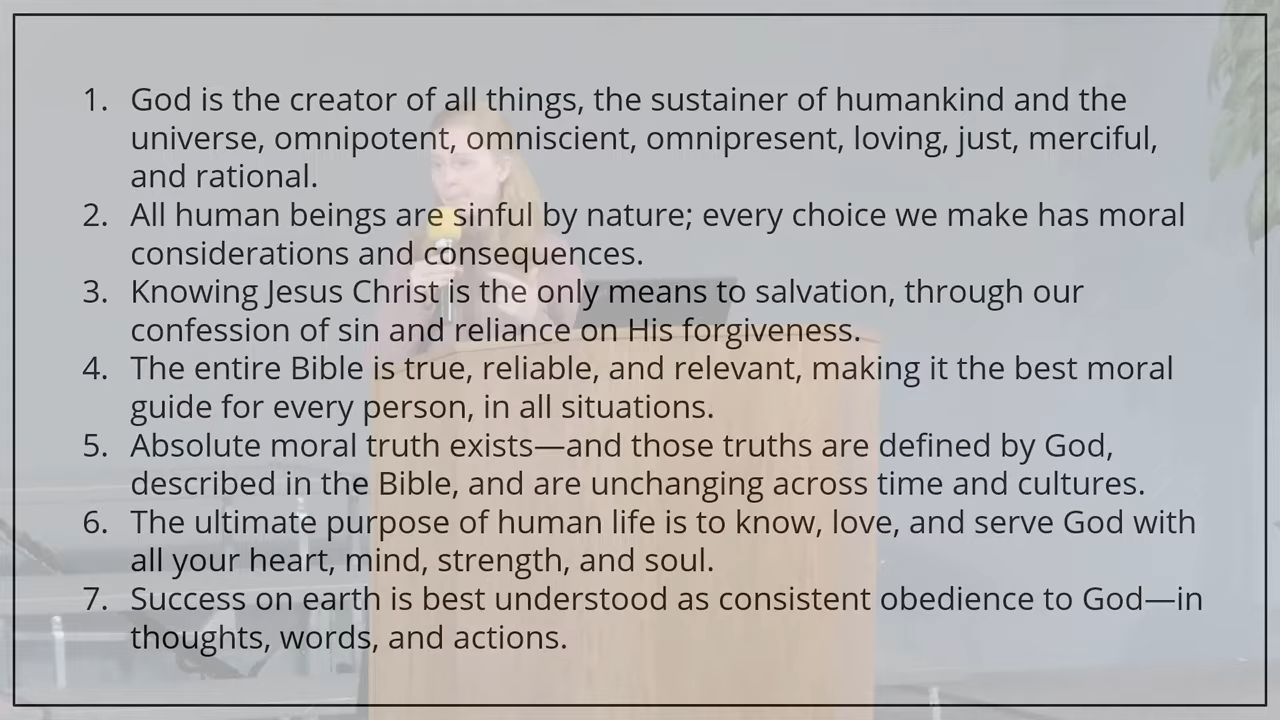 1. God is the creator of all things, the sustainer of humankind and the
universe, omnipotent, omniscient, omnipresent, loving, just, merciful,
and rational.
2. All human beings are sinful by nature; every choice we make has moral
considerations and consequences.
3. Knowing Jesus Christ is the only means to salvation, through our
confession of sin and reliance on His forgiveness.
4. The entire Bible is true, reliable, and relevant, making it the best moral
guide for every person, in all situations.
5. Absolute moral truth exists—and those truths are defined by God,
described in the Bible, and are unchanging across time and cultures.
6. The ultimate purpose of human life is to know, love, and serve God with
all your heart, mind, strength, and soul.
7. Success on earth is best understood as consistent obedience to God—in
thoughts, words, and actions.